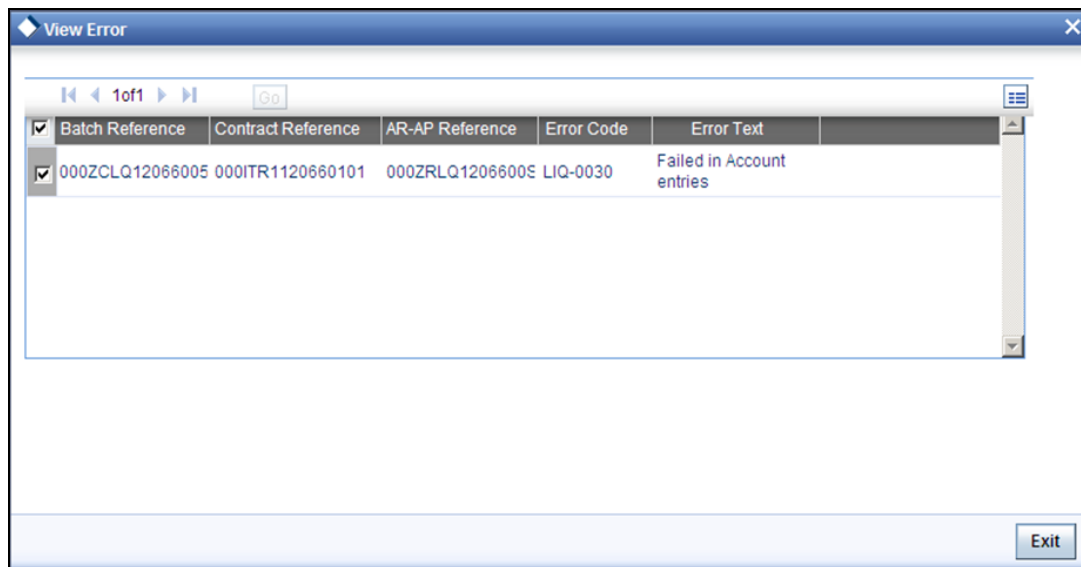 View Error
1of1 Go
Batch Reference Contract Reference AR-AP Reference Error Code Error Text
000ZCLQ12066005 000ITR1120660101 000ZRLQ1206600S LIQ-0030 Failed in Account
entries
Exit